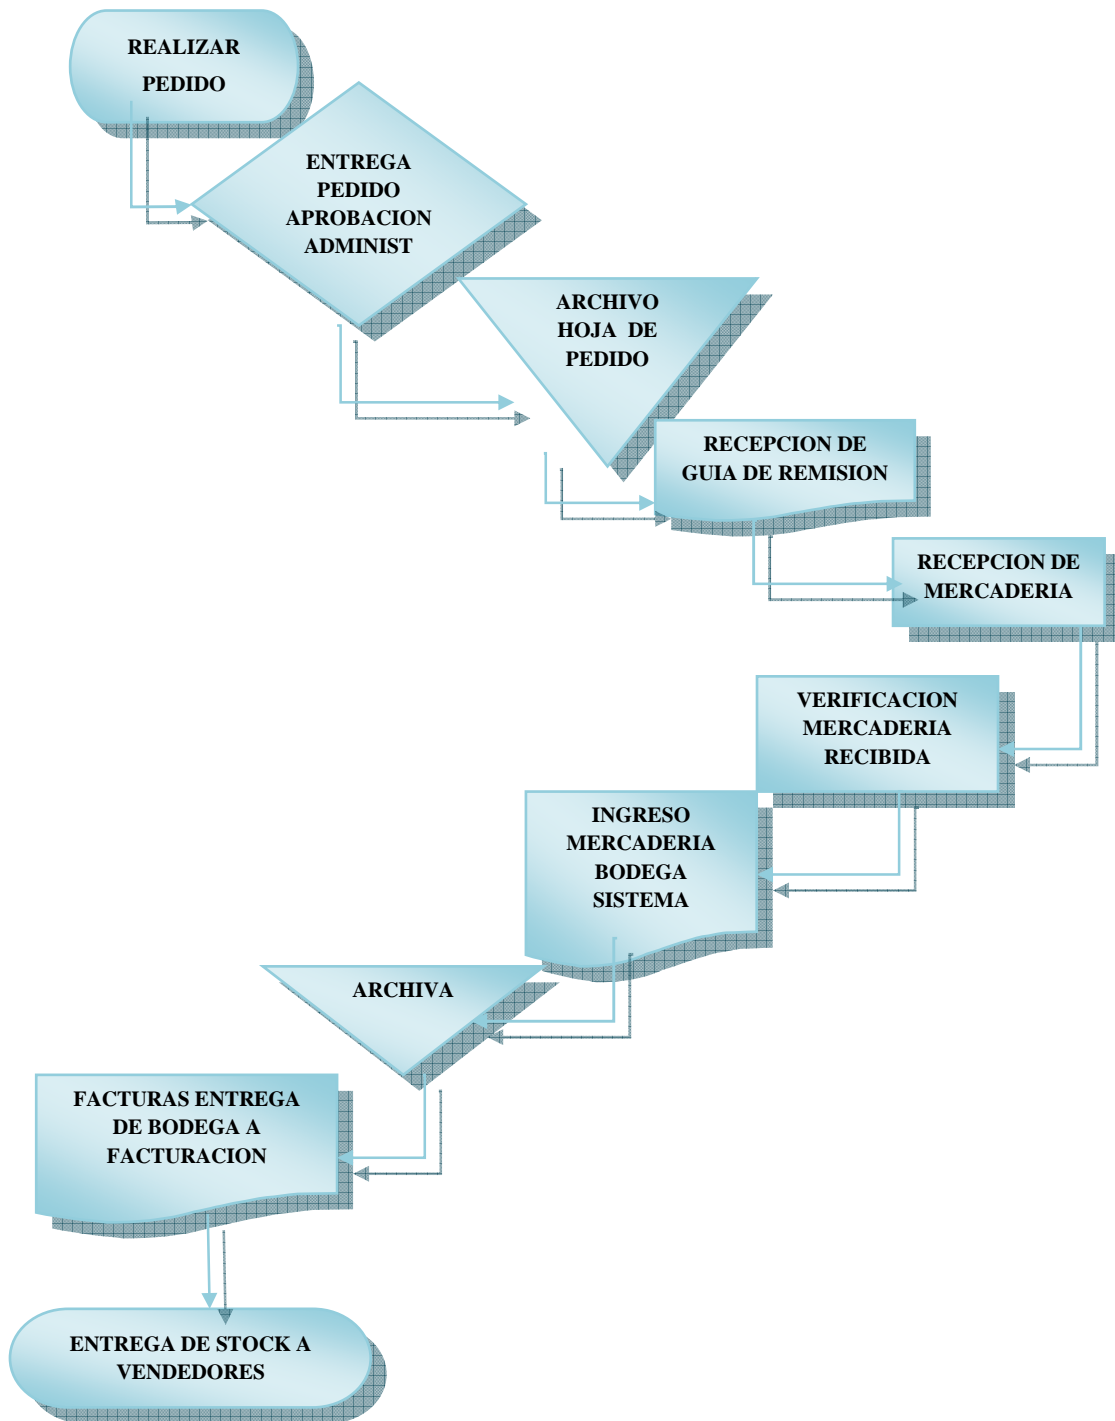 REALIZAR
PEDIDO
ENTREGA
PEDIDO
APROBACION
ADMINIST
ARCHIVO
HOJA DE
PEDIDO
RECEPCION DE
GUIA DE REMISION
RECEPCION DE
MERCADERIA
VERIFICACION
MERCADERIA
RECIBIDA
INGRESO
MERCADERIA
BODEGA
SISTEMA
ARCHIVA
FACTURAS ENTREGA
DE BODEGA A
FACTURACION
ENTREGA DE STOCK A
VENDEDORES